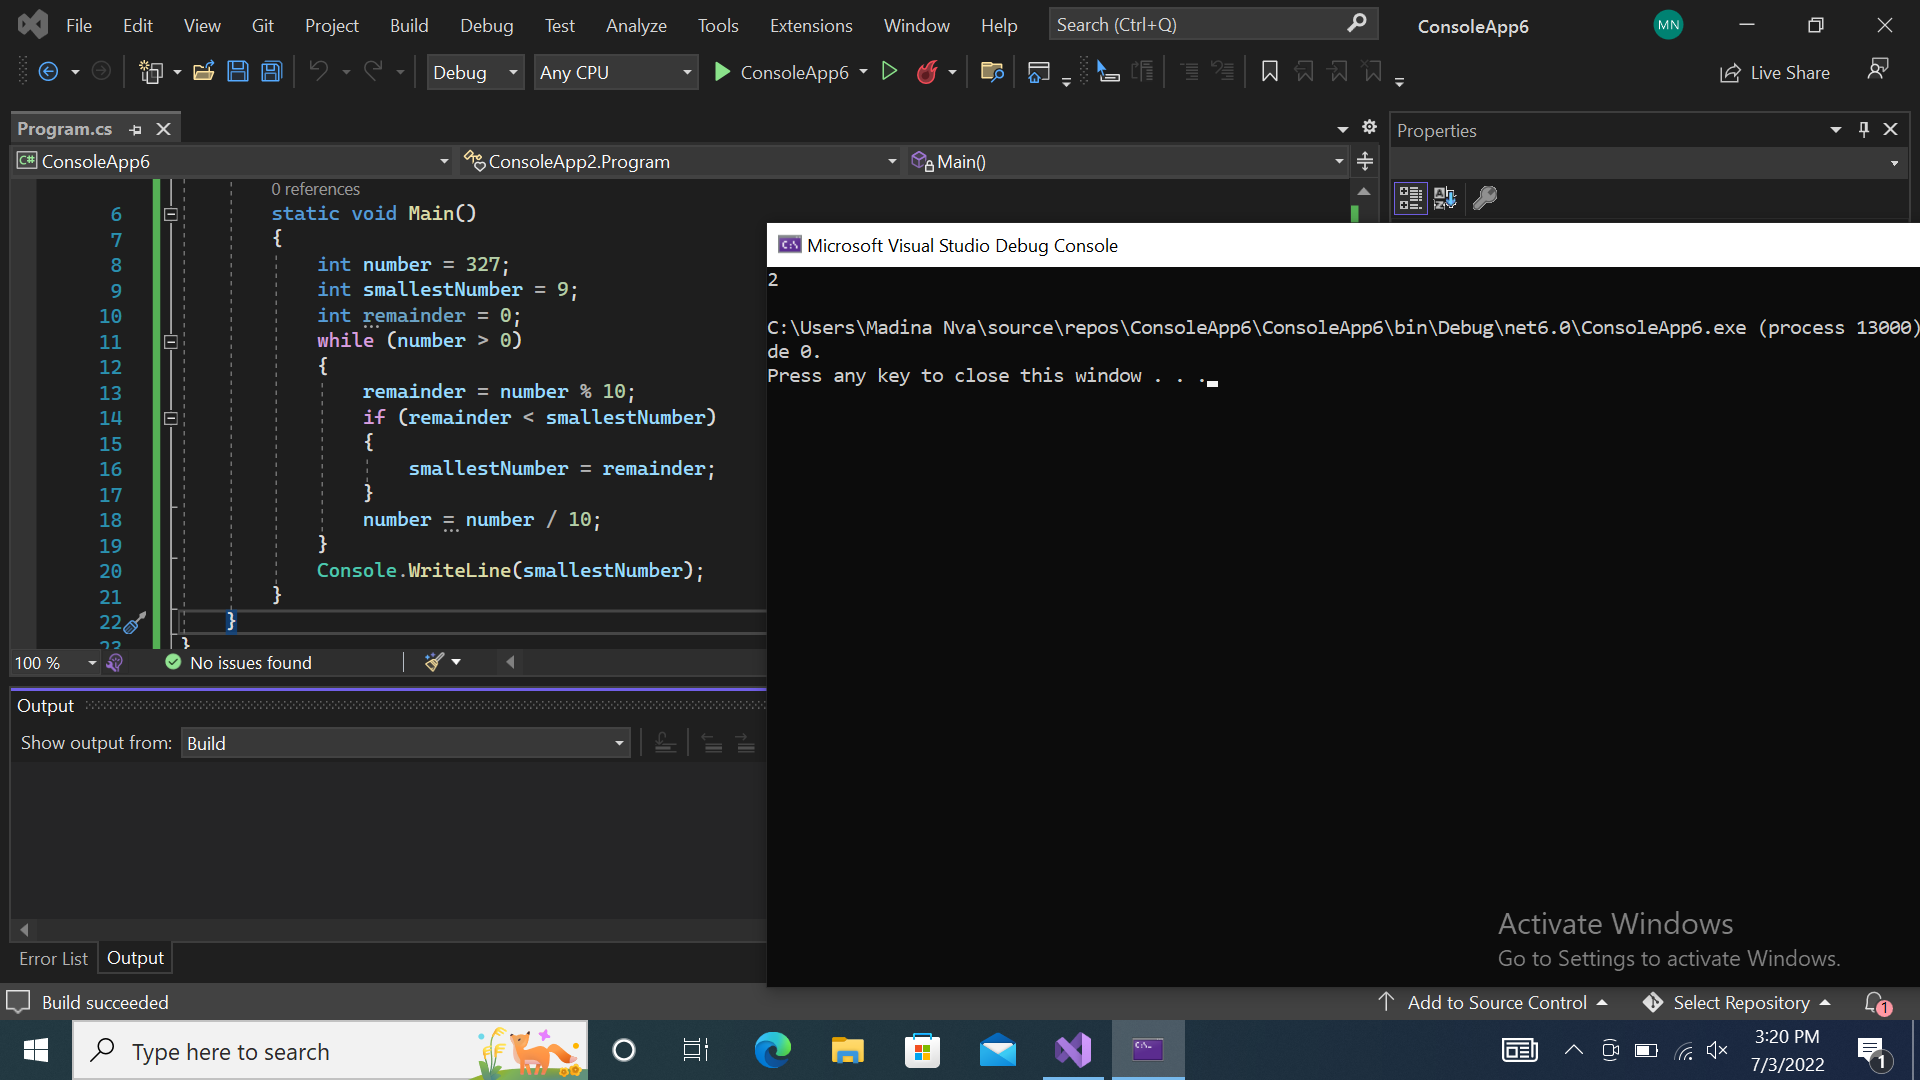 File Edit View Git Project Build Debug Test Analyze Tools Extensions Window Help Search (Ctrl+Q) ConsoleApp6 MN
Debug Any CPU ConsoleApp6 Live Share
Program.cs
Properties
C# ConsoleApp6 ConsoleApp2.Program Main()
0 references
6 static void Main()
7 {
8 int number = 327;
9 int smallestNumber = 9;
10 int remainder = 0;
11 while (number > 0)
12 {
13 remainder = number % 10;
14 if (remainder < smallestNumber)
15 {
16 smallestNumber = remainder;
17 }
18 number = number / 10;
19 }
20 Console.WriteLine(smallestNumber);
21 }
22 }
23 }
100 % No issues found
Output
Show output from: Build
Error List Output
Microsoft Visual Studio Debug Console
2
C:\Users\Madina Nva\source\repos\ConsoleApp6\ConsoleApp6\bin\Debug\net6.0\ConsoleApp6.exe (process 13000)
de 0.
Press any key to close this window . . .
Activate Windows
Go to Settings to activate Windows.
Build succeeded Add to Source Control Select Repository 1
Type here to search
3:20 PM
7/3/2022
1